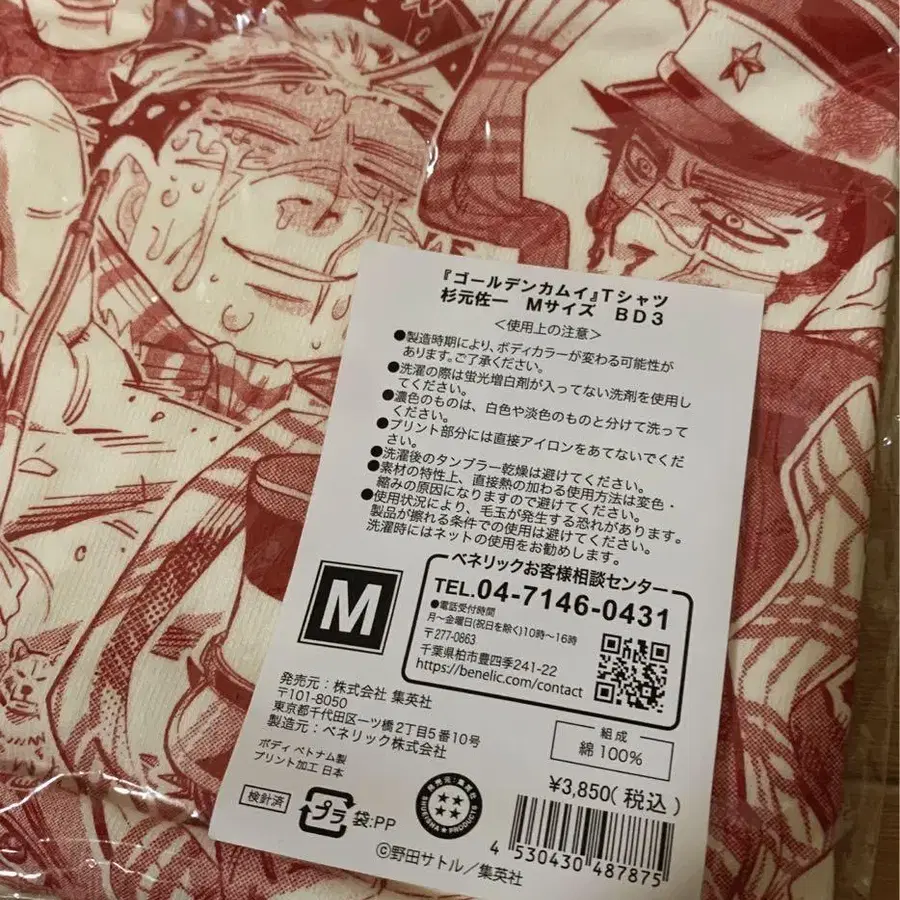 『ゴールデンカムイ』Tシャツ
杉元佐一　Mサイズ　BD3
＜使用上の注意＞
●製造時期により、ボディカラーが変わる可能性が
あります。ご了承ください。
●洗濯の際は蛍光増白剤が入ってない洗剤を使用し
てください。
●濃色のものは、白色や淡色のものと分けて洗って
ください。
●プリント部分には直接アイロンをあてないでくだ
さい。
●洗濯後のタンブラー乾燥は避けてください。
●素材の特性上、直接熱の加わる使用方法は変色・
縮みの原因になりますので避けてください。
●使用状況により、毛玉が発生する恐れがあります。
製品が擦れる条件での使用は避けてください。
洗濯時にはネットの使用をお勧めします。
M
ベネリックお客様相談センター
TEL.04-7146-0431
●電話受付時間
月〜金曜日(祝日を除く)10時〜16時
〒277-0863
千葉県柏市豊四季241-22
https://benelic.com/contact
発売元：株式会社 集英社
〒101-8050
東京都千代田区一ツ橋2丁目5番10号
製造元：ベネリック株式会社
ボディ ベトナム製
プリント加工 日本
組成
綿 100%
¥3,850(税込)
検針済
プラ
袋:PP
発売元:集英社
SHUEISHA PRODUCTS
©野田サトル／集英社
4 530430 487875